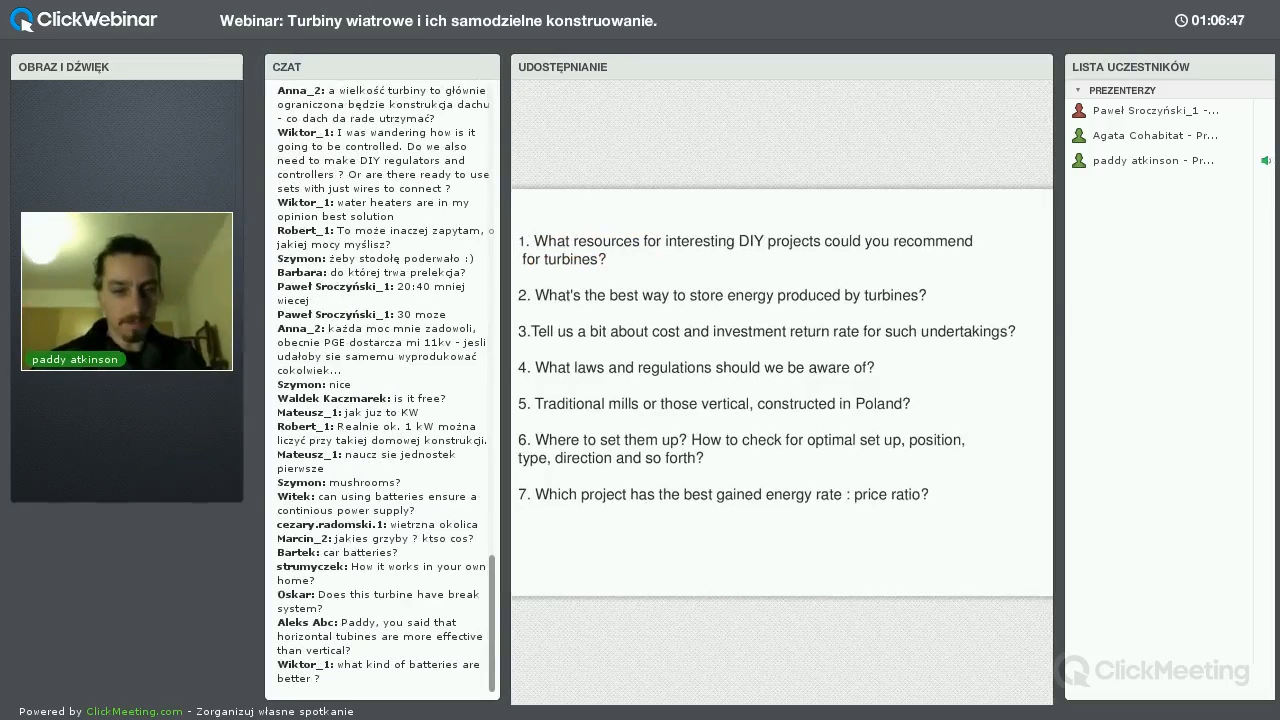 ClickWebinar
Webinar: Turbiny wiatrowe i ich samodzielne konstruowanie.
01:06:47
OBRAZ I DŹWIĘK
paddy atkinson
CZAT
Anna_2: a wielkość turbiny to głównie
ograniczona będzie konstrukcja dachu
- co dach da rade utrzymać?
Wiktor_1: I was wandering how is it
going to be controlled. Do we also
need to make DIY regulators and
controllers ? Or are there ready to use
sets with just wires to connect ?
Wiktor_1: water heaters are in my
opinion best solution
Robert_1: To może inaczej zapytam, o
jakiej mocy myślisz?
Szymon: żeby stodołę poderwało :)
Barbara: do której trwa prelekcja?
Paweł Sroczyński_1: 20:40 mniej
wiecej
Paweł Sroczyński_1: 30 moze
Anna_2: każda moc mnie zadowoli,
obecnie PGE dostarcza mi 11kv - jesli
udałoby sie samemu wyprodukować
cokolwiek...
Szymon: nice
Waldek Kaczmarek: is it free?
Mateusz_1: jak juz to KW
Robert_1: Realnie ok. 1 kW można
liczyć przy takiej domowej konstrukcji.
Mateusz_1: naucz sie jednostek
pierwsze
Szymon: mushrooms?
Witek: can using batteries ensure a
continious power supply?
cezary.radomski.1: wietrzna okolica
Marcin_2: jakies grzyby ? ktso cos?
Bartek: car batteries?
strumyczek: How it works in your own
home?
Oskar: Does this turbine have break
system?
Aleks Abc: Paddy, you said that
horizontal tubines are more effective
than vertical?
Wiktor_1: what kind of batteries are
better ?
UDOSTĘPNIANIE
1. What resources for interesting DIY projects could you recommend
for turbines?
2. What's the best way to store energy produced by turbines?
3.Tell us a bit about cost and investment return rate for such undertakings?
4. What laws and regulations should we be aware of?
5. Traditional mills or those vertical, constructed in Poland?
6. Where to set them up? How to check for optimal set up, position,
type, direction and so forth?
7. Which project has the best gained energy rate : price ratio?
LISTA UCZESTNIKÓW
PREZENTERZY
Paweł Sroczyński_1 -...
Agata Cohabitat - Pr...
paddy atkinson - Pr...
ClickMeeting
Powered by ClickMeeting.com - Zorganizuj własne spotkanie